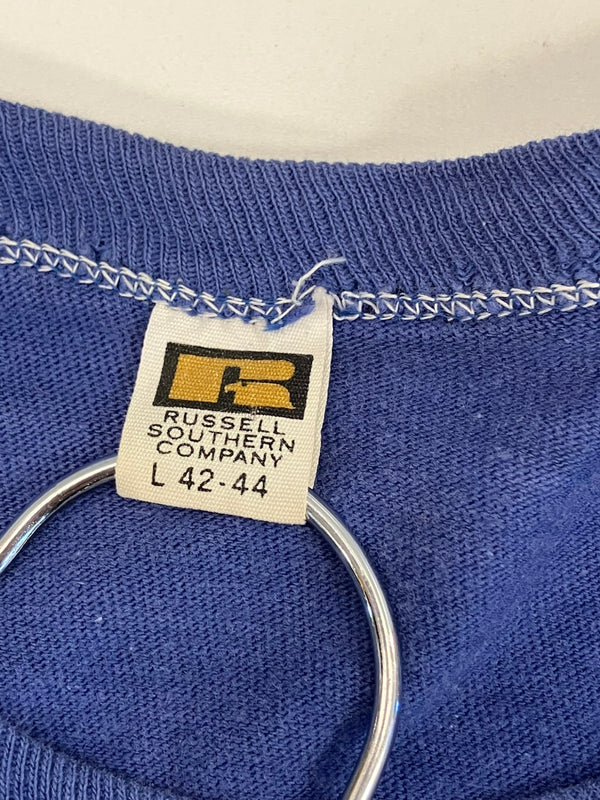 R
RUSSELL
SOUTHERN
COMPANY
L 42-44